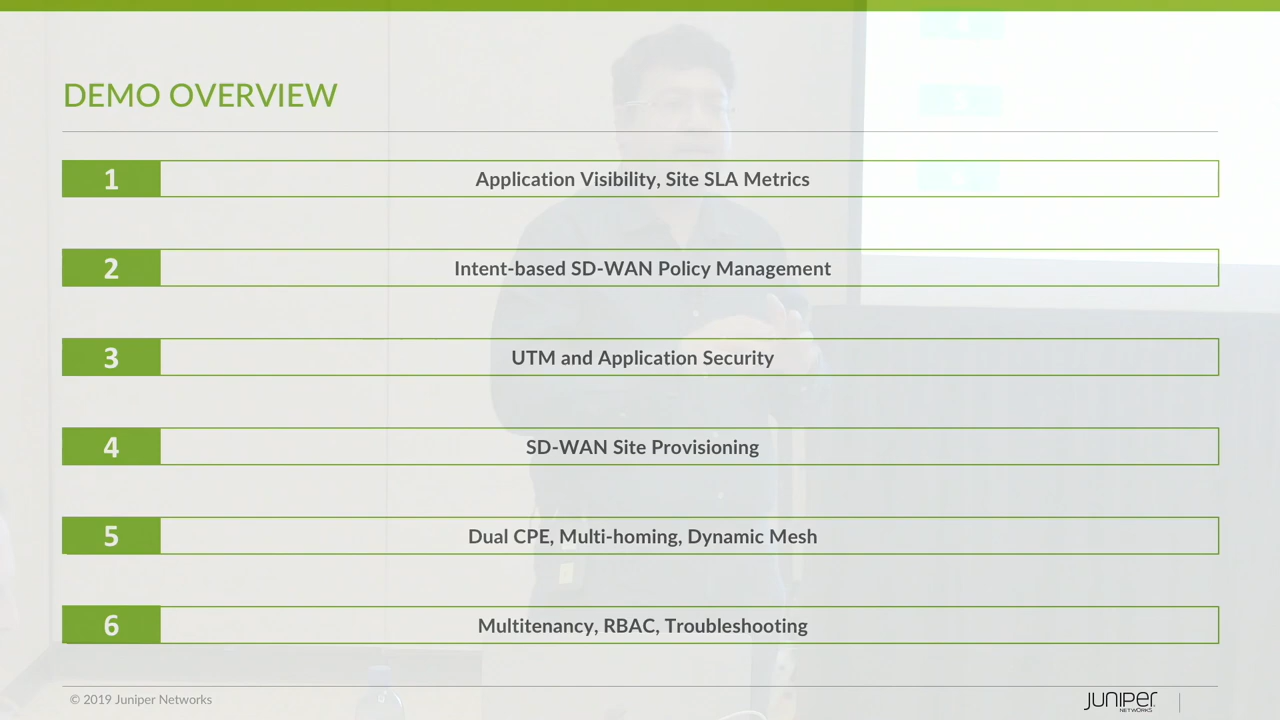 DEMO OVERVIEW
1
Application Visibility, Site SLA Metrics
2
Intent-based SD-WAN Policy Management
3
UTM and Application Security
4
SD-WAN Site Provisioning
5
Dual CPE, Multi-homing, Dynamic Mesh
6
Multitenancy, RBAC, Troubleshooting
© 2019 Juniper Networks
JUNIPER
NETWORKS